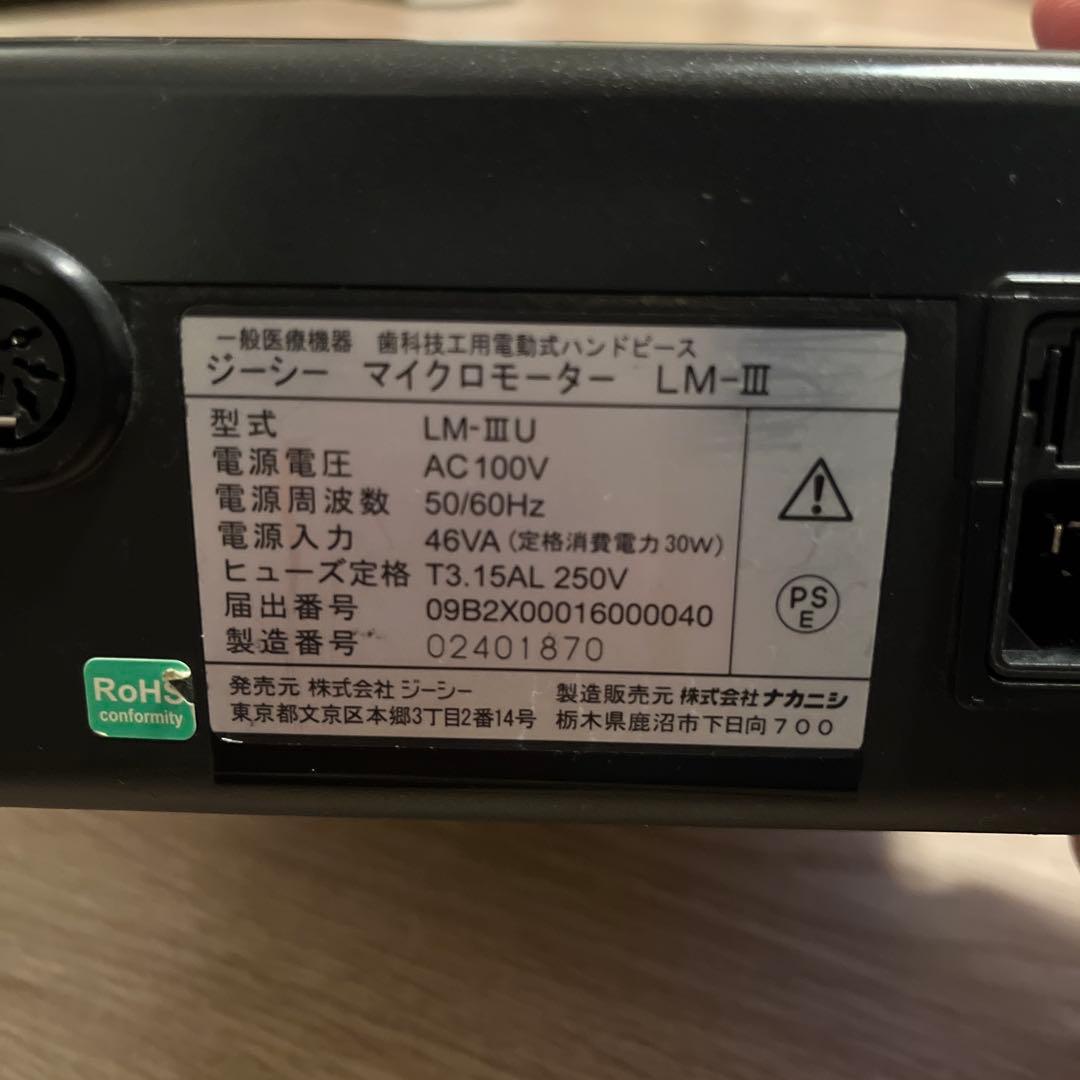 一般医療機器 歯科技工用電動式ハンドピース
ジーシー マイクロモーター LM-Ⅲ
型式 LM-ⅢU
電源電圧 AC100V
電源周波数 50/60Hz
電源入力 46VA (定格消費電力30W)
ヒューズ定格 T3.15AL 250V
届出番号 09B2X00016000040
製造番号 02401870
PS
E
RoHS
conformity
発売元 株式会社 ジーシー 製造販売元 株式会社 ナカニシ
東京都文京区本郷3丁目2番14号 栃木県鹿沼市下日向700